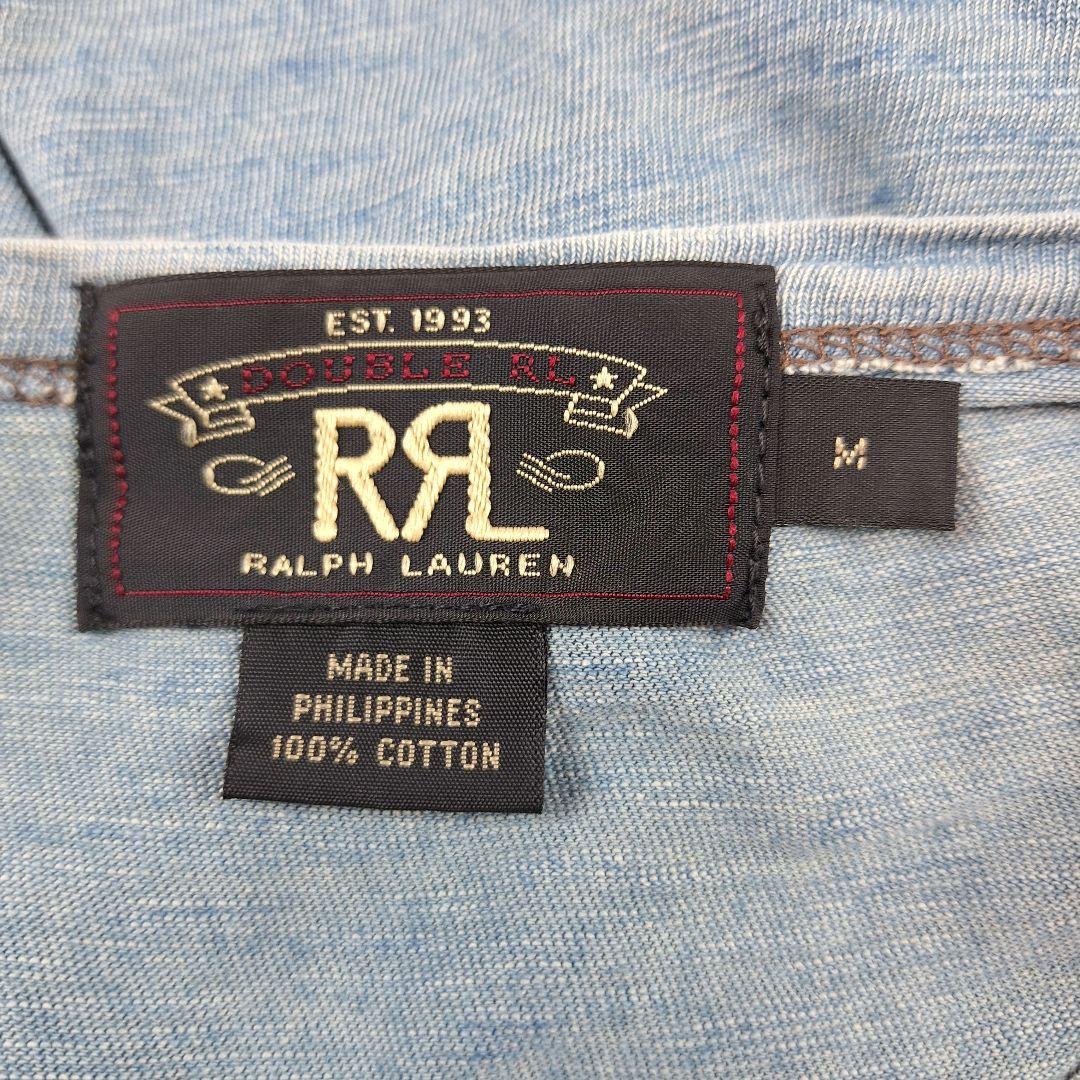 EST. 1993
DOUBLE RL
RRL
RALPH LAUREN
M
MADE IN
PHILIPPINES
100% COTTON